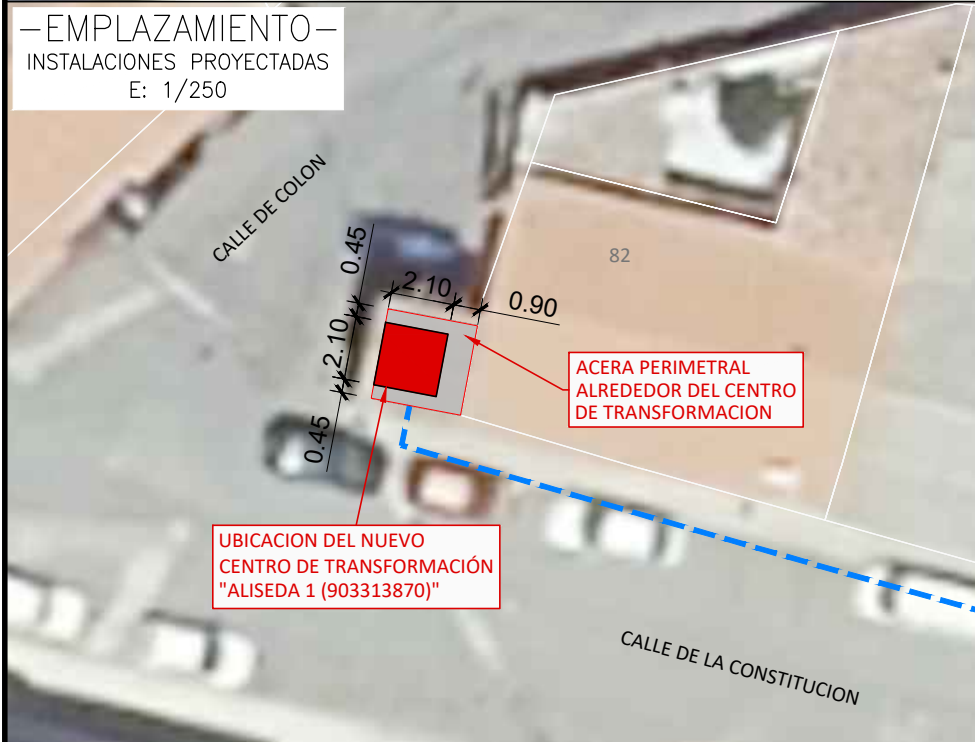 —EMPLAZAMIENTO—
INSTALACIONES PROYECTADAS
E: 1/250
CALLE DE COLON
82
0.45
2.10
0.90
2.10
0.45
ACERA PERIMETRAL
ALREDEDOR DEL CENTRO
DE TRANSFORMACION
UBICACION DEL NUEVO
CENTRO DE TRANSFORMACIÓN
"ALISEDA 1 (903313870)"
CALLE DE LA CONSTITUCION